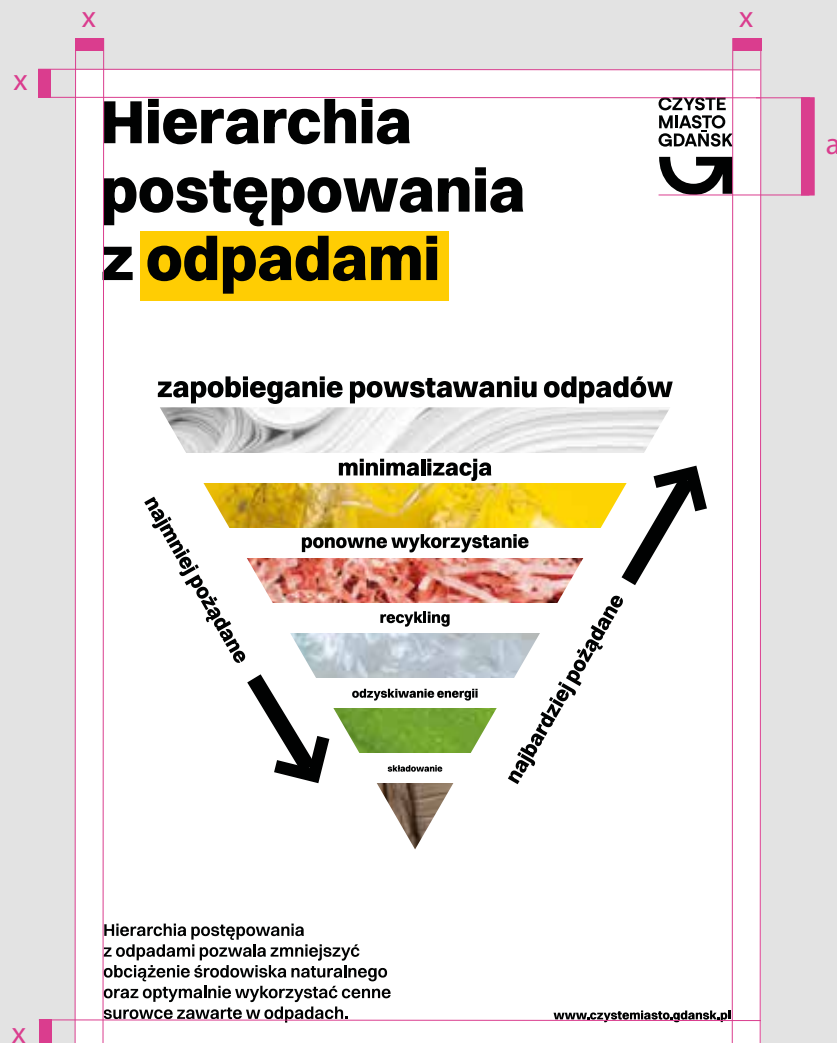 x
x
x
Hierarchia
postępowania
z odpadami
CZYSTE
MIASTO
GDAŃSK
a
zapobieganie powstawaniu odpadów
minimalizacja
ponowne wykorzystanie
recykling
odzyskiwanie energii
składowanie
najmniej pożądane
najbardziej pożądane
Hierarchia postępowania
z odpadami pozwala zmniejszyć
obciążenie środowiska naturalnego
oraz optymalnie wykorzystać cenne
surowce zawarte w odpadach.
www.czystemiasto.gdansk.pl
x